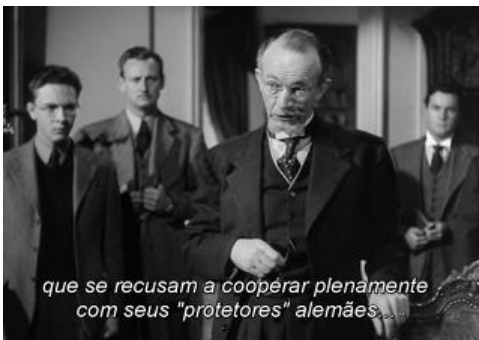 que se recusam a cooperar plenamente
com seus "protetores" alemães...